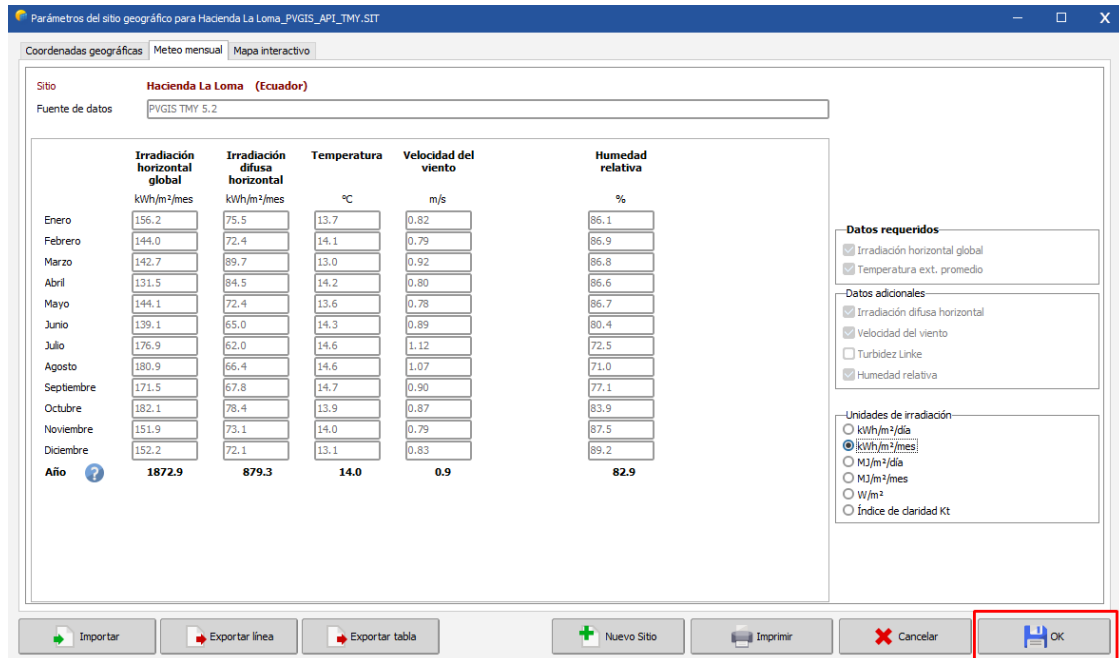 Parámetros del sitio geográfico para Hacienda La Loma_PVGIS_API_TMY.SIT
Coordenadas geográficas Meteo mensual Mapa interactivo
Sitio Hacienda La Loma (Ecuador)
Fuente de datos PVGIS TMY 5.2
Irradiación horizontal global Irradiación difusa horizontal Temperatura Velocidad del viento Humedad relativa
kWh/m²/mes kWh/m²/mes °C m/s %
Enero 156.2 75.5 13.7 0.82 86.1
Febrero 144.0 72.4 14.1 0.79 86.9
Marzo 142.7 89.7 13.0 0.92 86.8
Abril 131.5 84.5 14.2 0.80 86.6
Mayo 144.1 72.4 13.6 0.78 86.7
Junio 139.1 65.0 14.3 0.89 80.4
Julio 176.9 62.0 14.6 1.12 72.5
Agosto 180.9 66.4 14.6 1.07 71.0
Septiembre 171.5 67.8 14.7 0.90 77.1
Octubre 182.1 78.4 13.9 0.87 83.9
Noviembre 151.9 73.1 14.0 0.79 87.5
Diciembre 152.2 72.1 13.1 0.83 89.2
Año ? 1872.9 879.3 14.0 0.9 82.9
Datos requeridos
Irradiación horizontal global
Temperatura ext. promedio
Datos adicionales
Irradiación difusa horizontal
Velocidad del viento
Turbidez Linke
Humedad relativa
Unidades de irradiación
kWh/m²/día
kWh/m²/mes
MJ/m²/día
MJ/m²/mes
W/m²
Índice de claridad Kt
Importar Exportar línea Exportar tabla Nuevo Sitio Imprimir Cancelar OK